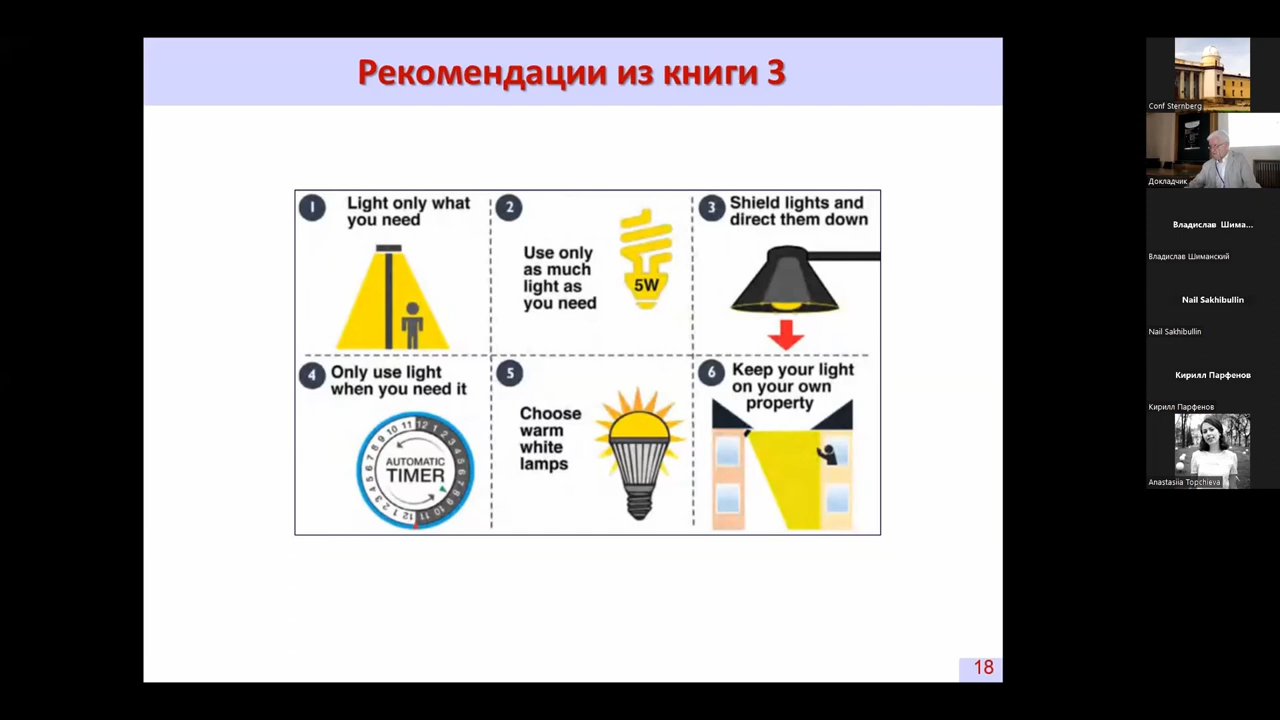 Рекомендации из книги 3
1
Light only what
you need
2
Use only
as much
light as
you need
5W
3
Shield lights and
direct them down
4
Only use light
when you need it
AUTOMATIC
TIMER
5
Choose
warm
white
lamps
6
Keep your light
on your own
property
18
Conf Sternberg
Докладчик
Владислав Шима...
Владислав Шиманский
Nail Sakhibullin
Nail Sakhibullin
Кирилл Парфенов
Кирилл Парфенов
Anastasiia Topchieva